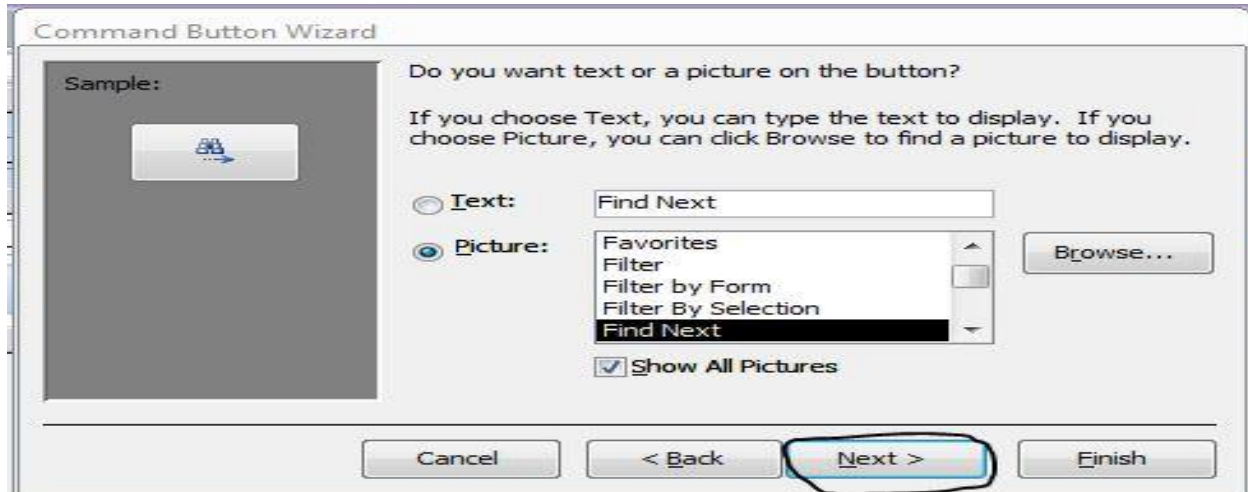 Command Button Wizard
Sample:
Do you want text or a picture on the button?
If you choose Text, you can type the text to display. If you
choose Picture, you can click Browse to find a picture to display.
Text:
Find Next
Picture:
Favorites
Filter
Filter by Form
Filter By Selection
Find Next
Browse...
Show All Pictures
Cancel
< Back
Next >
Finish